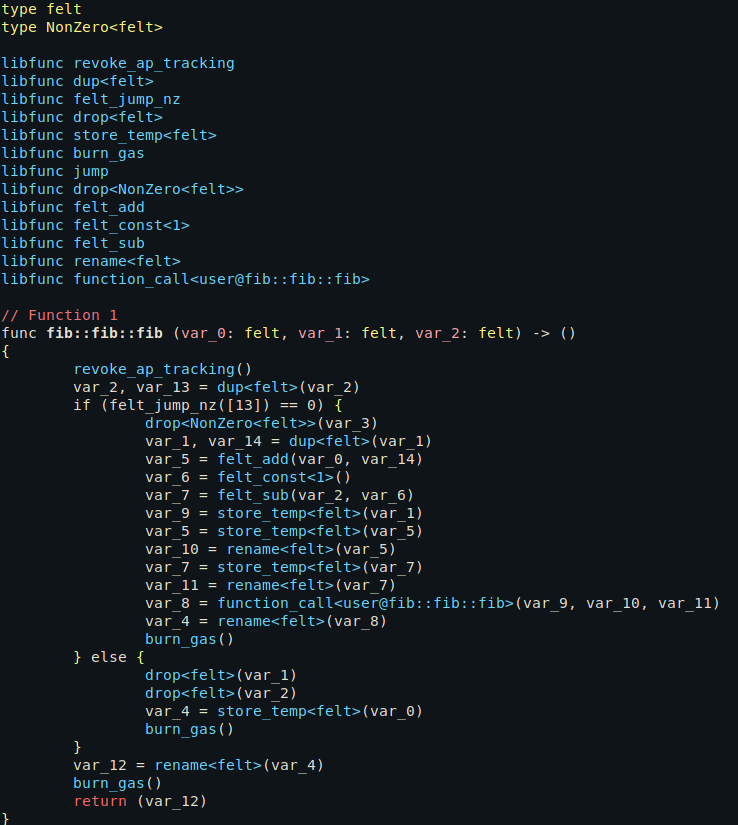 type felt
type NonZero<felt>

libfunc revoke_ap_tracking
libfunc dup<felt>
libfunc felt_jump_nz
libfunc drop<felt>
libfunc store_temp<felt>
libfunc burn_gas
libfunc jump
libfunc drop<NonZero<felt>>
libfunc felt_add
libfunc felt_const<1>
libfunc felt_sub
libfunc rename<felt>
libfunc function_call<user@fib::fib::fib>

// Function 1
func fib::fib::fib (var_0: felt, var_1: felt, var_2: felt) -> ()
{
        revoke_ap_tracking()
        var_2, var_13 = dup<felt>(var_2)
        if (felt_jump_nz([13]) == 0) {
                drop<NonZero<felt>>(var_3)
                var_1, var_14 = dup<felt>(var_1)
                var_5 = felt_add(var_0, var_14)
                var_6 = felt_const<1>()
                var_7 = felt_sub(var_2, var_6)
                var_9 = store_temp<felt>(var_1)
                var_5 = store_temp<felt>(var_5)
                var_10 = rename<felt>(var_5)
                var_7 = store_temp<felt>(var_7)
                var_11 = rename<felt>(var_7)
                var_8 = function_call<user@fib::fib::fib>(var_9, var_10, var_11)
                var_4 = rename<felt>(var_8)
                burn_gas()
        } else {
                drop<felt>(var_1)
                drop<felt>(var_2)
                var_4 = store_temp<felt>(var_0)
                burn_gas()
        }
        var_12 = rename<felt>(var_4)
        burn_gas()
        return (var_12)
}